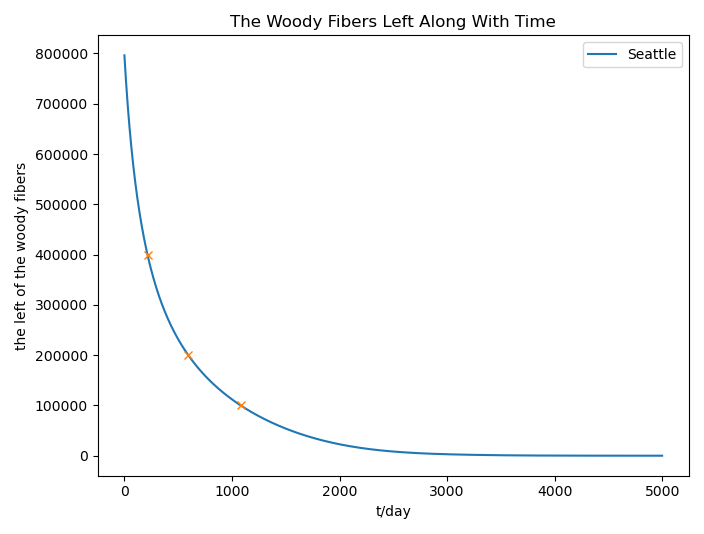 The Woody Fibers Left Along With Time
Seattle
800000
700000
600000
500000
400000
300000
200000
100000
0
the left of the woody fibers
0 1000 2000 3000 4000 5000
t/day